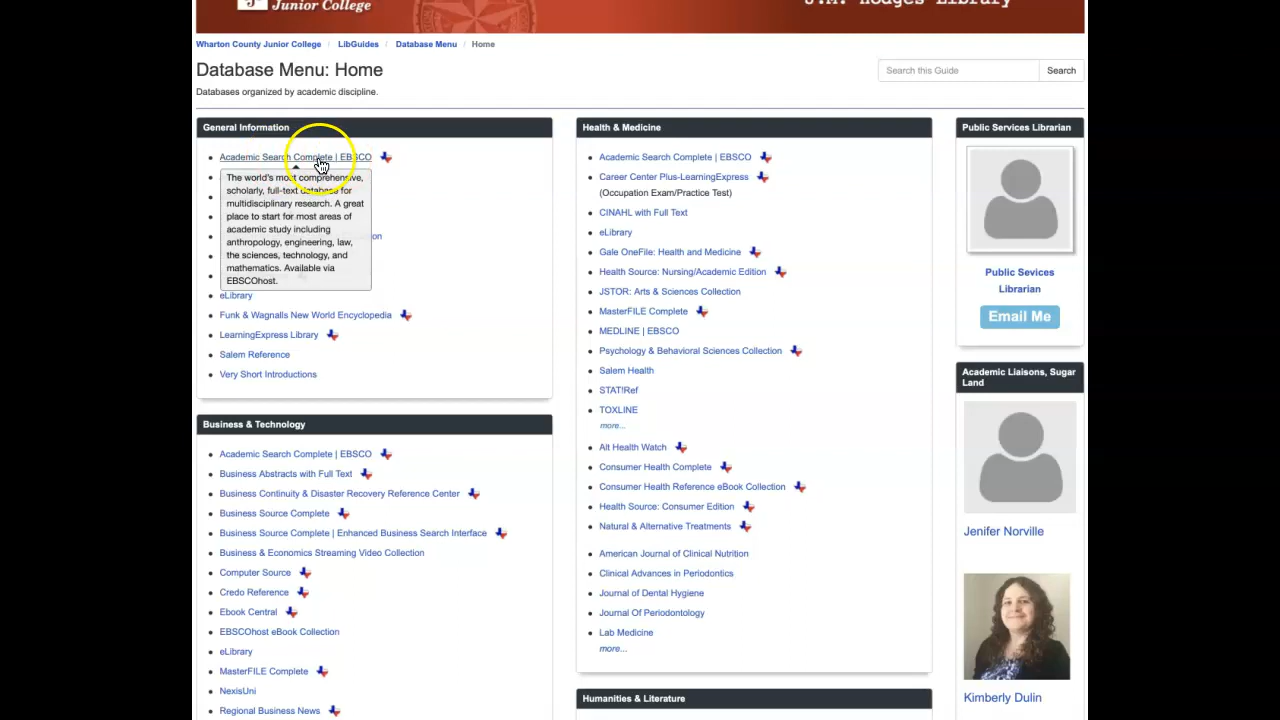 Junior College
J.M. Hodges Library
Wharton County Junior College / LibGuides / Database Menu / Home
Database Menu: Home
Search this Guide
Search
Databases organized by academic discipline.
General Information
Academic Search Complete | EBSCO
The world's most comprehensive,
scholarly, full-text database for
multidisciplinary research. A great
place to start for most areas of
academic study including
anthropology, engineering, law,
the sciences, technology, and
mathematics. Available via
EBSCOhost.
eLibrary
Funk & Wagnalls New World Encyclopedia
LearningExpress Library
Salem Reference
Very Short Introductions
Business & Technology
Academic Search Complete | EBSCO
Business Abstracts with Full Text
Business Continuity & Disaster Recovery Reference Center
Business Source Complete
Business Source Complete | Enhanced Business Search Interface
Business & Economics Streaming Video Collection
Computer Source
Credo Reference
Ebook Central
EBSCOhost eBook Collection
eLibrary
MasterFILE Complete
NexisUni
Regional Business News
Health & Medicine
Academic Search Complete | EBSCO
Career Center Plus-LearningExpress
(Occupation Exam/Practice Test)
CINAHL with Full Text
eLibrary
Gale OneFile: Health and Medicine
Health Source: Nursing/Academic Edition
JSTOR: Arts & Sciences Collection
MasterFILE Complete
MEDLINE | EBSCO
Psychology & Behavioral Sciences Collection
Salem Health
STAT!Ref
TOXLINE
more...
Alt Health Watch
Consumer Health Complete
Consumer Health Reference eBook Collection
Health Source: Consumer Edition
Natural & Alternative Treatments
American Journal of Clinical Nutrition
Clinical Advances in Periodontics
Journal of Dental Hygiene
Journal Of Periodontology
Lab Medicine
more...
Humanities & Literature
Public Services Librarian
Public Sevices
Librarian
Email Me
Academic Liaisons, Sugar
Land
Jenifer Norville
Kimberly Dulin